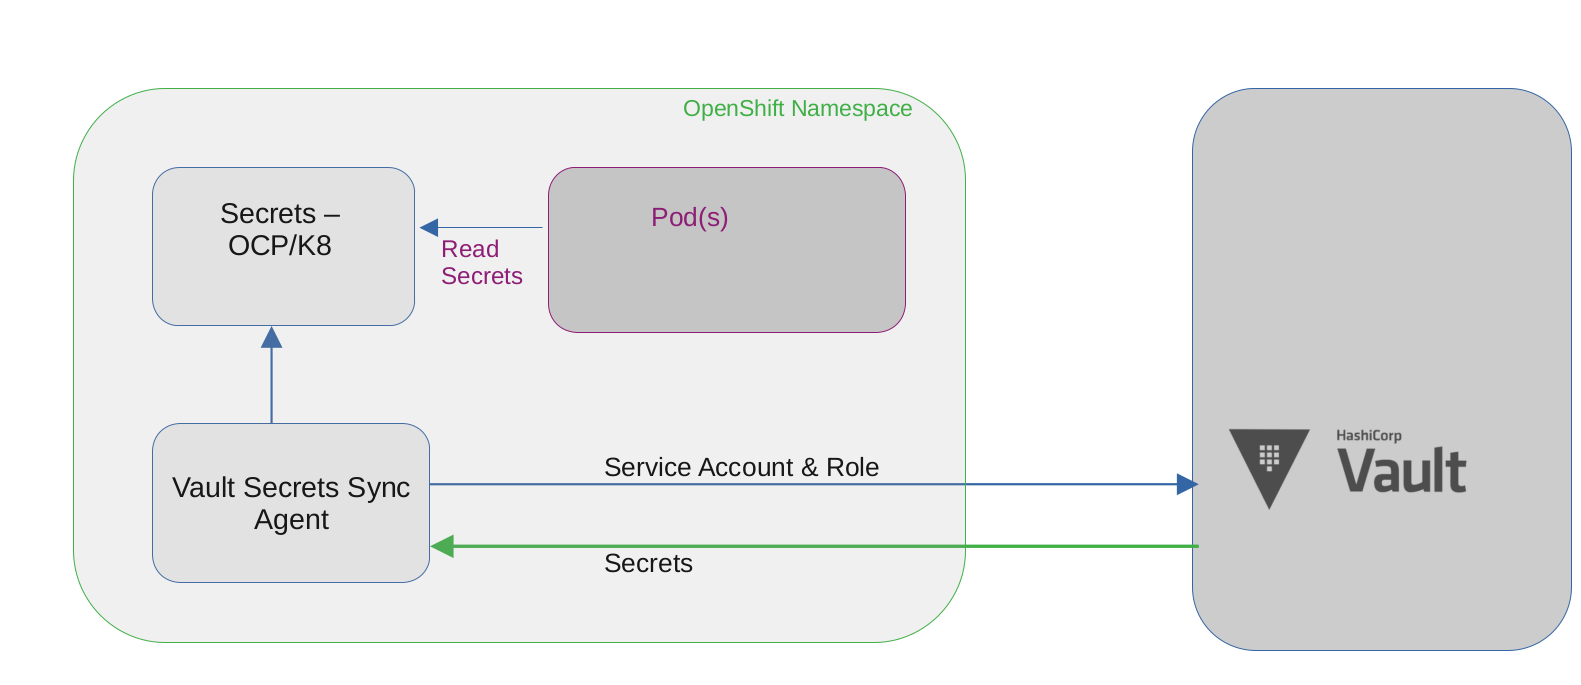 OpenShift Namespace
Secrets –
OCP/K8
Pod(s)
Read
Secrets
Vault Secrets Sync
Agent
Service Account & Role
Secrets
HashiCorp
Vault